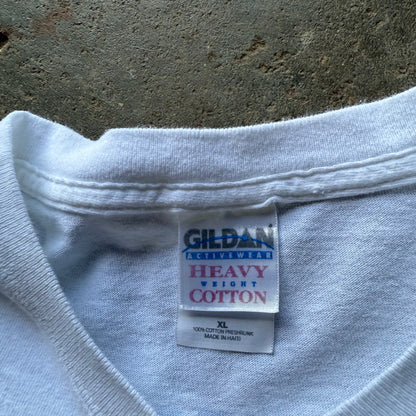 GILDAN
ACTIVEWEAR
HEAVY
WEIGHT
COTTON
XL
100% COTTON PRESHRUNK
MADE IN HAITI